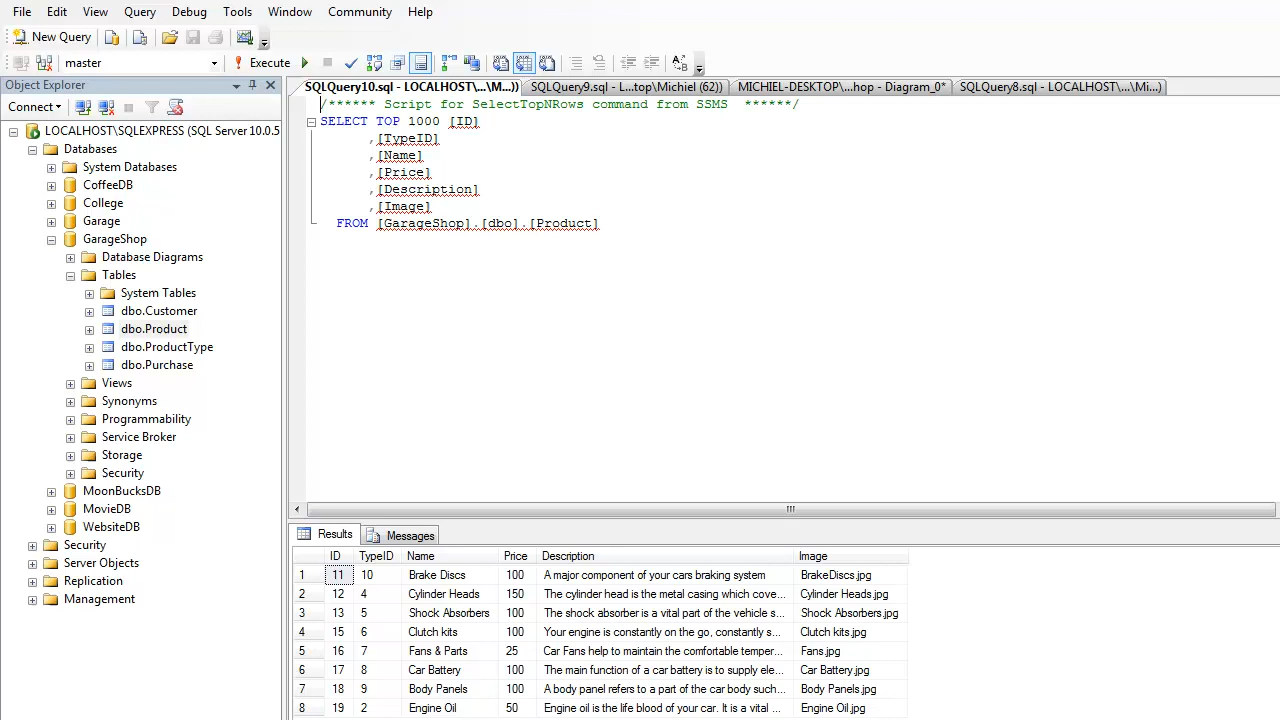 File Edit View Query Debug Tools Window Community Help
New Query
master Execute
Object Explorer
SQLQuery10.sql - LOCALHOST\...\M...)) SQLQuery9.sql - L...top\Michiel (62)) MICHIEL-DESKTOP\...hop - Diagram_0* SQLQuery8.sql - LOCALHOST\...\Mi...)
Connect
LOCALHOST\SQLEXPRESS (SQL Server 10.0.5
Databases
System Databases
CoffeeDB
College
Garage
GarageShop
Database Diagrams
Tables
System Tables
dbo.Customer
dbo.Product
dbo.ProductType
dbo.Purchase
Views
Synonyms
Programmability
Service Broker
Storage
Security
MoonBucksDB
MovieDB
WebsiteDB
Security
Server Objects
Replication
Management
/****** Script for SelectTopNRows command from SSMS ******/
SELECT TOP 1000 [ID]
,[TypeID]
,[Name]
,[Price]
,[Description]
,[Image]
FROM [GarageShop].[dbo].[Product]
Results Messages
ID TypeID Name Price Description Image
1 11 10 Brake Discs 100 A major component of your cars braking system BrakeDiscs.jpg
2 12 4 Cylinder Heads 150 The cylinder head is the metal casing which cove... Cylinder Heads.jpg
3 13 5 Shock Absorbers 100 The shock absorber is a vital part of the vehicle s... Shock Absorbers.jpg
4 15 6 Clutch kits 100 Your engine is constantly on the go, constantly s... Clutch kits.jpg
5 16 7 Fans & Parts 25 Car Fans help to maintain the comfortable temper... Fans.jpg
6 17 8 Car Battery 100 The main function of a car battery is to supply ele... Car Battery.jpg
7 18 9 Body Panels 100 A body panel refers to a part of the car body such... Body Panels.jpg
8 19 2 Engine Oil 50 Engine oil is the life blood of your car. It is a vital ... Engine Oil.jpg